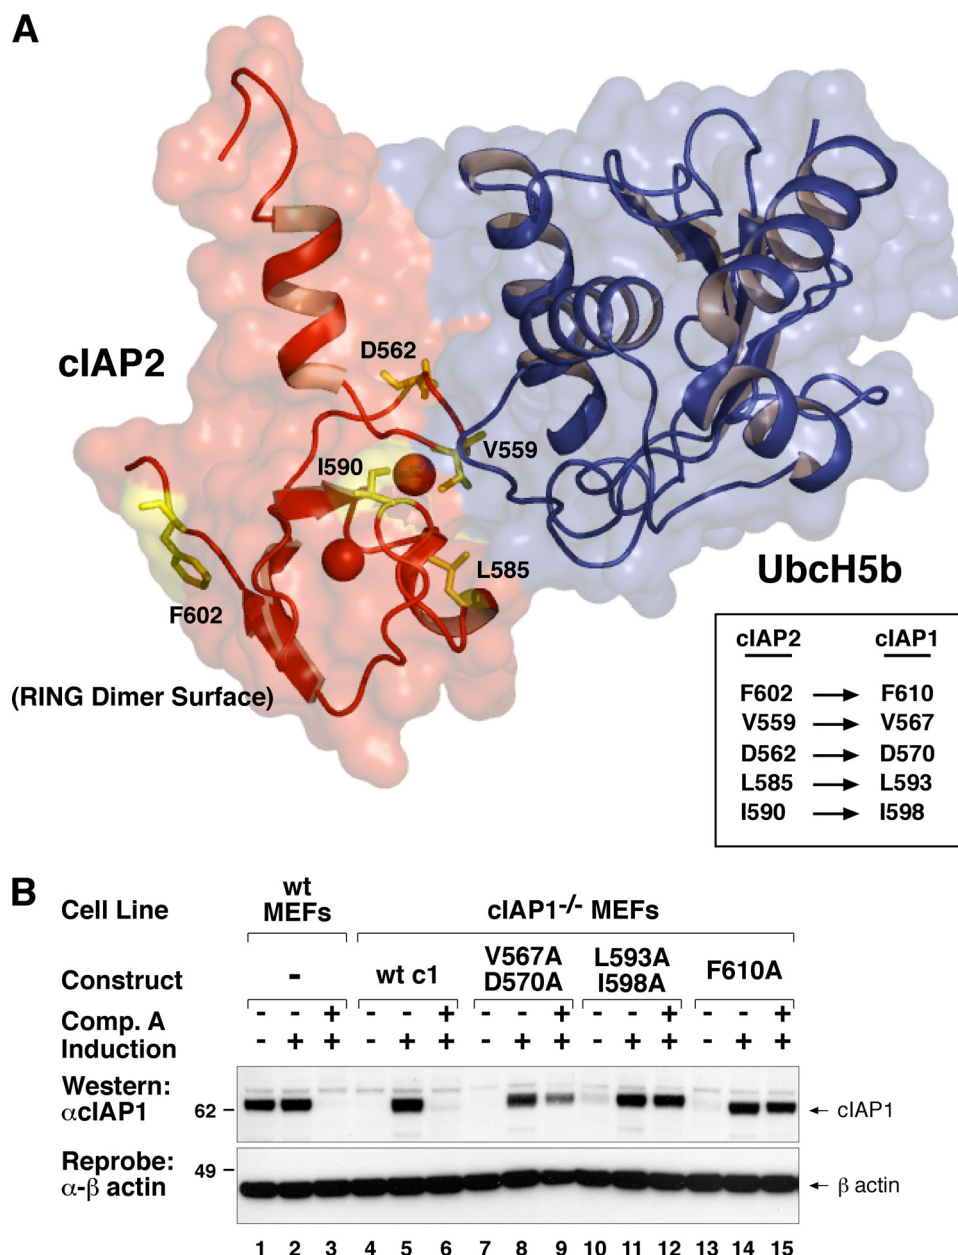 A
cIAP2
D562
I590
V559
L585
F602
UbcH5b
(RING Dimer Surface)
cIAP2 cIAP1
F602 → F610
V559 → V567
D562 → D570
L585 → L593
I590 → I598
B
Cell Line wt MEFs cIAP1-/- MEFs
Construct - wt c1 V567A D570A L593A I598A F610A
Comp. A - - + - - + - - + - - + - - +
Induction - + + - + + - + + - + + - + +
Western: αcIAP1
62
← cIAP1
Reprobe: α-β actin
49
← β actin
1 2 3 4 5 6 7 8 9 10 11 12 13 14 15